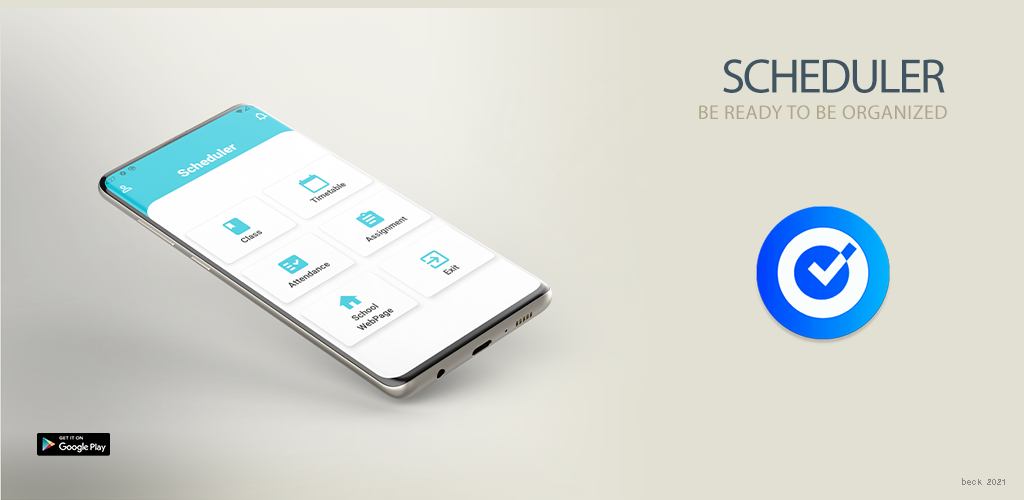 SCHEDULER
BE READY TO BE ORGANIZED
Scheduler
Class
Timetable
Attendance
Assignment
School
WebPage
Exit
GET IT ON
Google Play
beck 2021